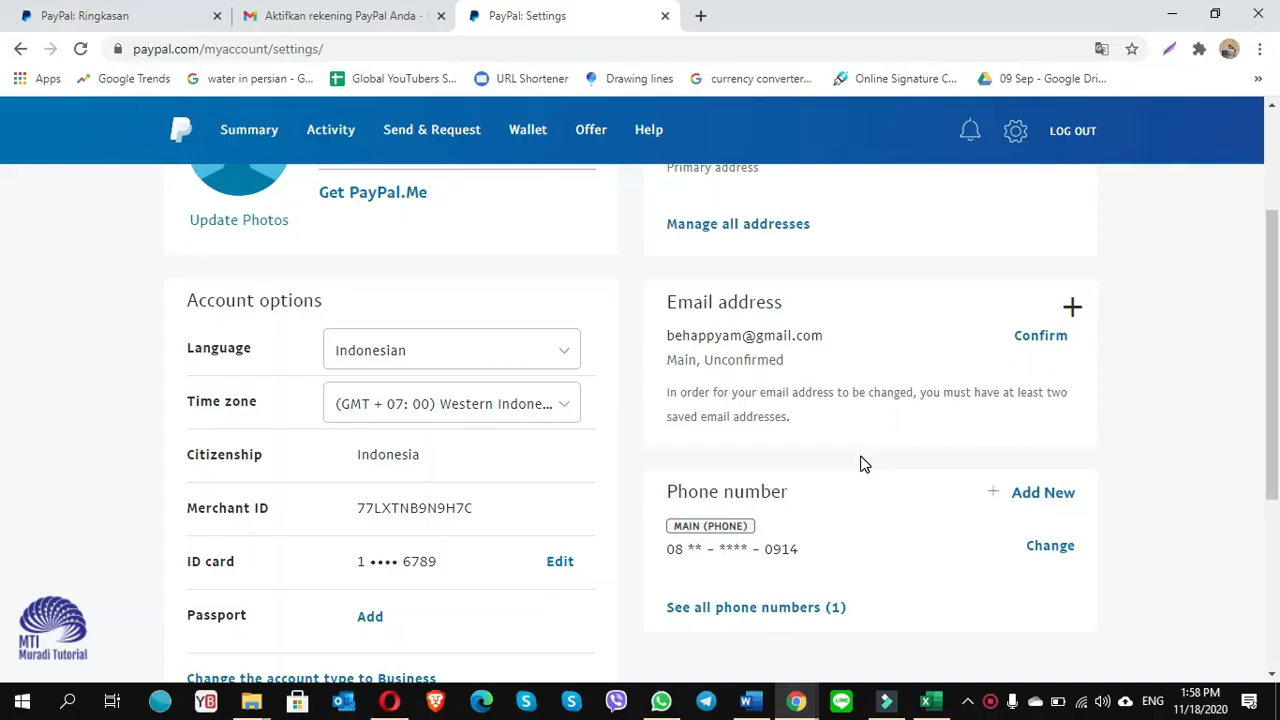 PayPal: Ringkasan
Aktifkan rekening PayPal Anda -
PayPal: Settings
paypal.com/myaccount/settings/
Apps
Google Trends
water in persian - G...
Global YouTubers S...
URL Shortener
Drawing lines
currency converter...
Online Signature C...
09 Sep - Google Dri...
»
Summary
Activity
Send & Request
Wallet
Offer
Help
LOG OUT
Get PayPal.Me
Update Photos
Primary address
Manage all addresses
Account options
Language
Indonesian
Time zone
(GMT + 07: 00) Western Indone...
Citizenship
Indonesia
Merchant ID
77LXTNB9N9H7C
ID card
1 •••• 6789
Edit
Passport
Add
Change the account type to Business
Email address
behappyam@gmail.com
Confirm
Main, Unconfirmed
In order for your email address to be changed, you must have at least two
saved email addresses.
Phone number
+ Add New
MAIN (PHONE)
08 ** - **** - 0914
Change
See all phone numbers (1)
MTI
Muradi Tutorial
YB
ENG
1:58 PM
11/18/2020